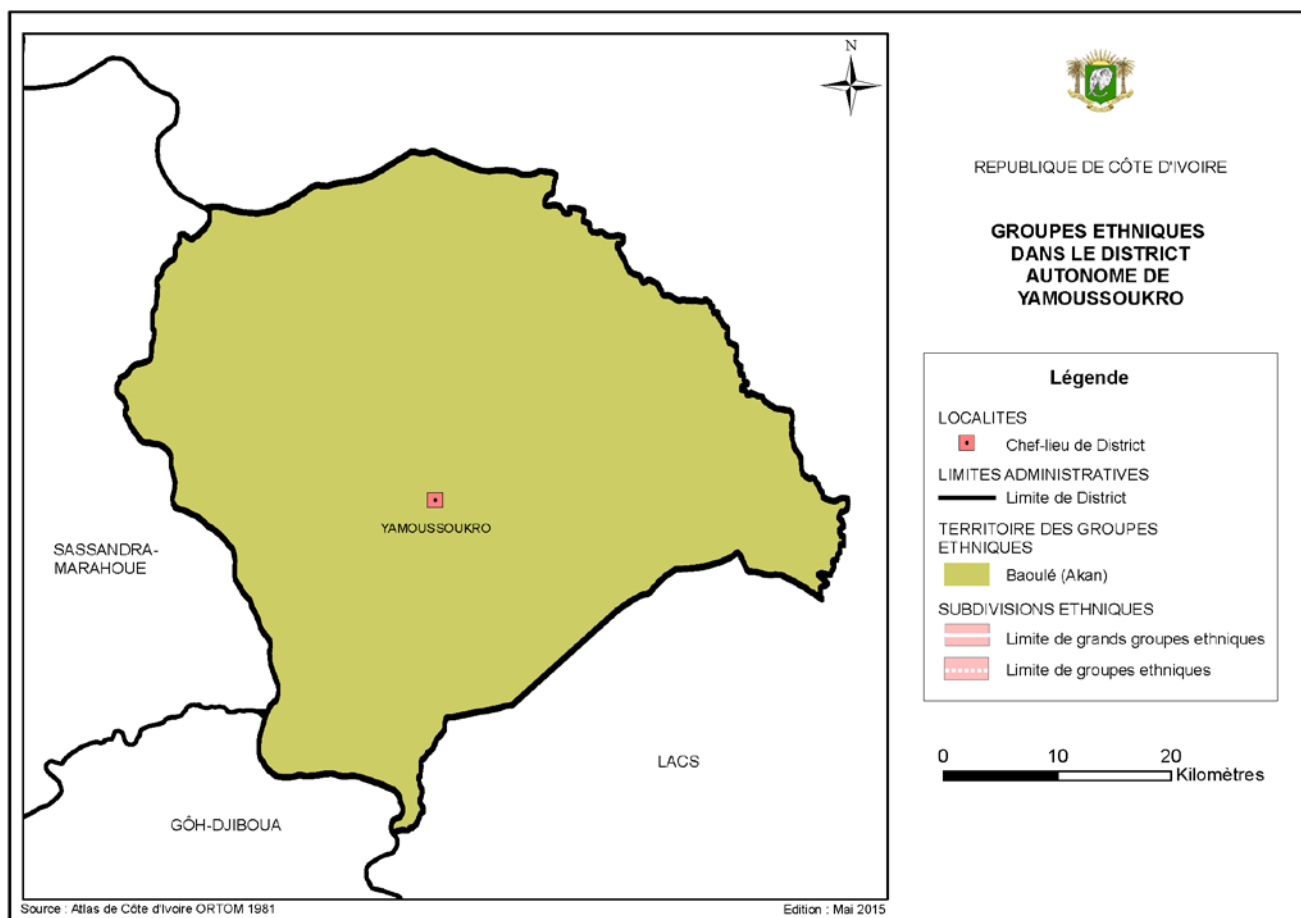 N
REPUBLIQUE DE CÔTE D'IVOIRE
GROUPES ETHNIQUES
DANS LE DISTRICT
AUTONOME DE
YAMOUSSOUKRO
Légende
LOCALITES
Chef-lieu de District
LIMITES ADMINISTRATIVES
Limite de District
TERRITOIRE DES GROUPES
ETHNIQUES
Baoulé (Akan)
SUBDIVISIONS ETHNIQUES
Limite de grands groupes ethniques
Limite de groupes ethniques
0 10 20
Kilomètres
YAMOUSSOUKRO
SASSANDRA-
MARAHOUE
LACS
GÔH-DJIBOUA
Source : Atlas de Côte d'Ivoire ORTOM 1981
Edition : Mai 2015